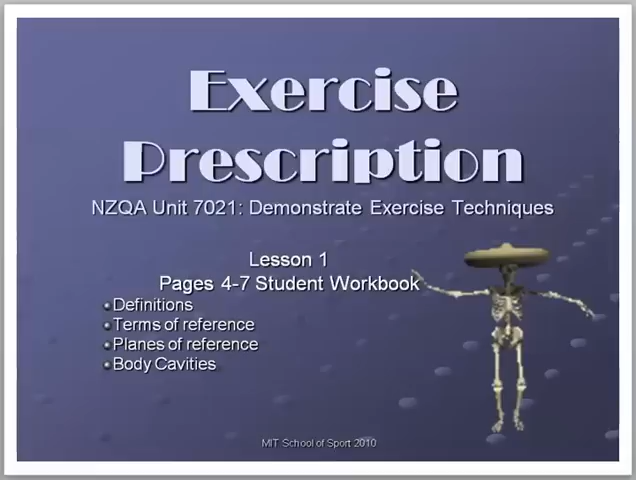 Exercise
Prescription
NZQA Unit 7021: Demonstrate Exercise Techniques
Lesson 1
Pages 4-7 Student Workbook
Definitions
Terms of reference
Planes of reference
Body Cavities
MIT School of Sport 2010